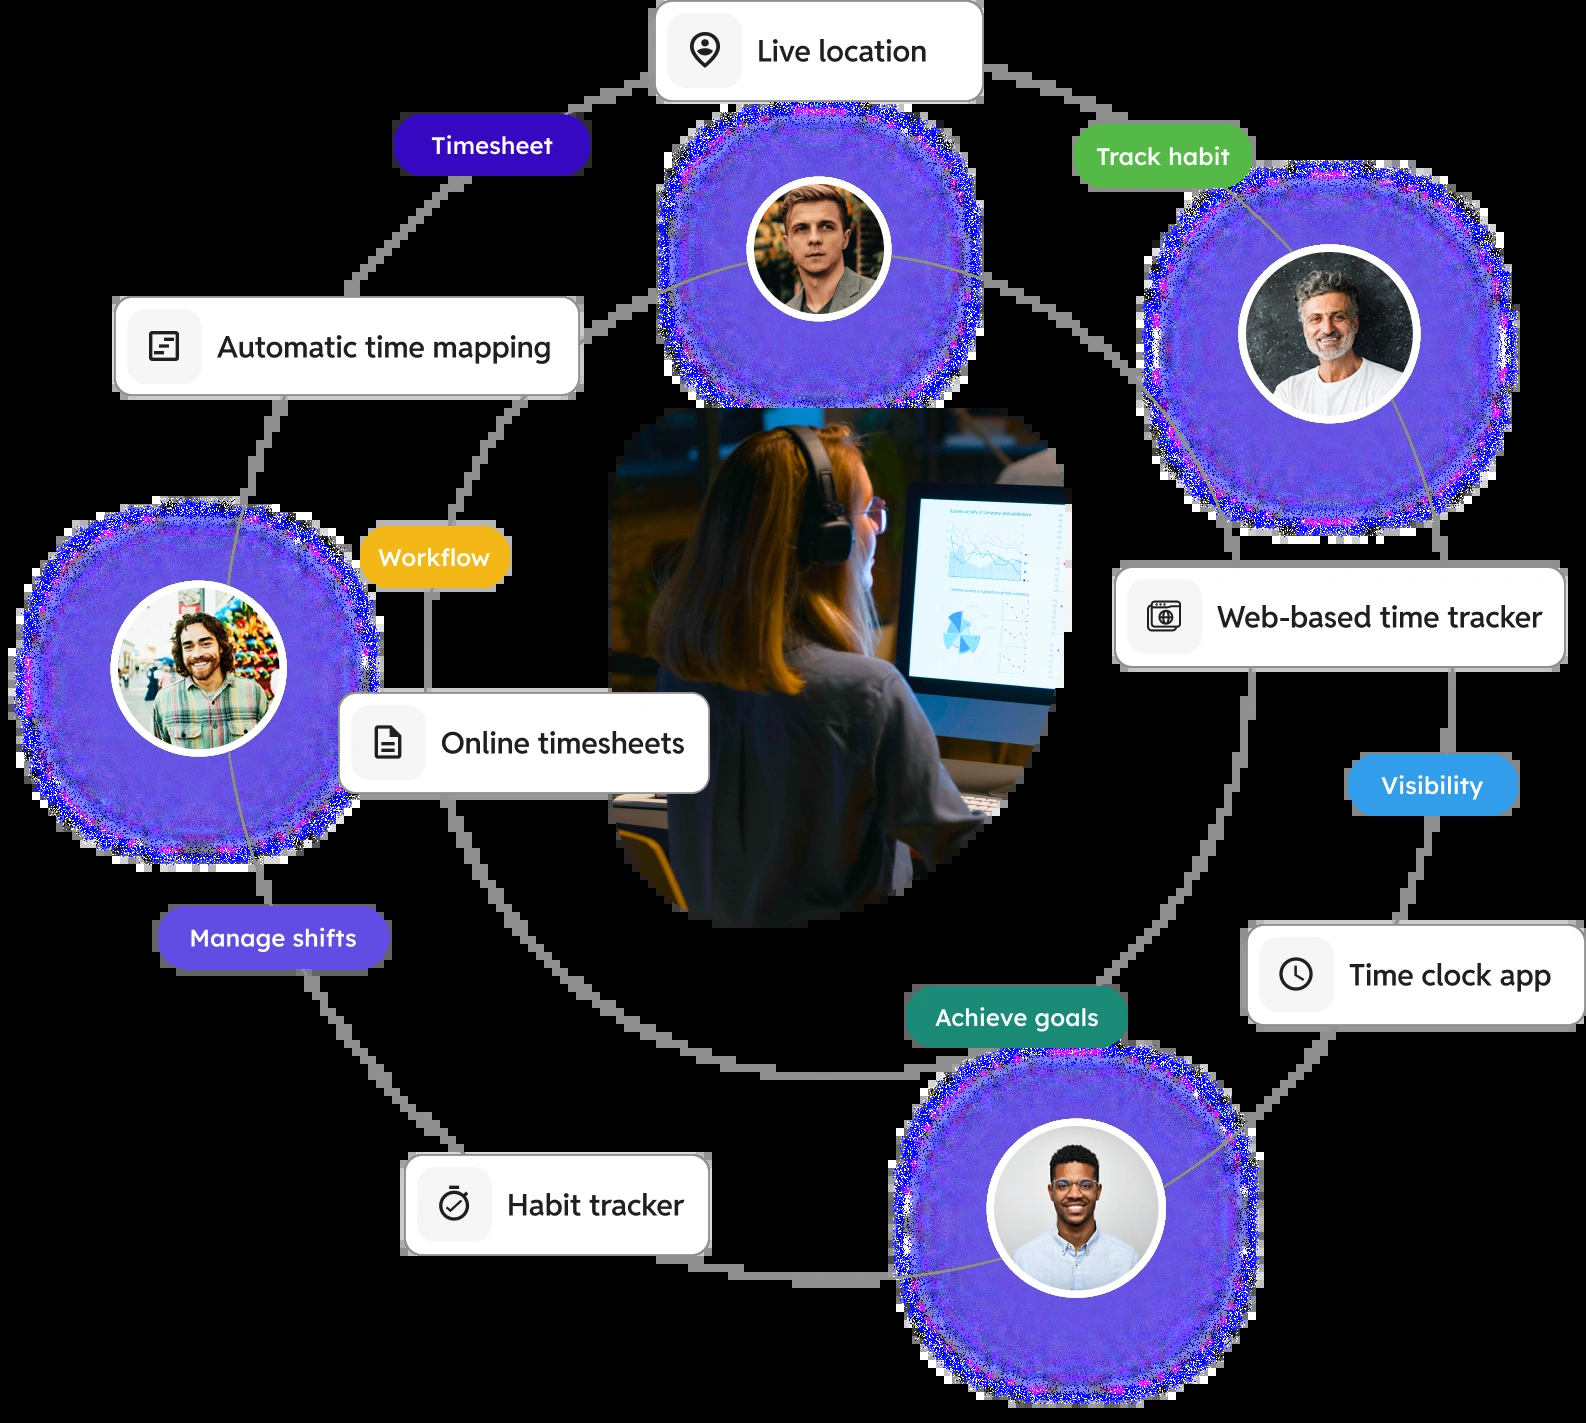 Live location
Timesheet
Track habit
Automatic time mapping
Workflow
Web-based time tracker
Online timesheets
Visibility
Manage shifts
Time clock app
Achieve goals
Habit tracker